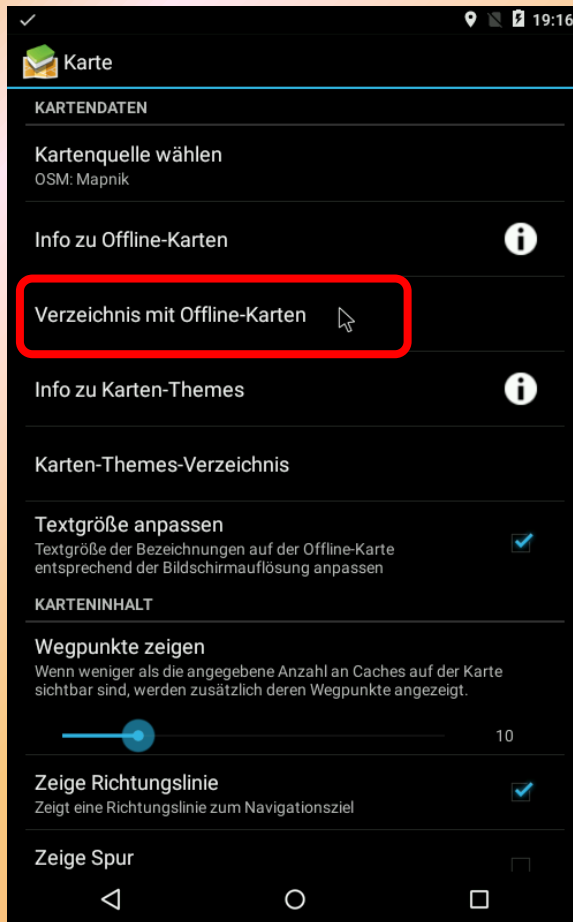 19:16
Karte
KARTENDATEN
Kartenquelle wählen
OSM: Mapnik
Info zu Offline-Karten
Verzeichnis mit Offline-Karten
Info zu Karten-Themes
Karten-Themes-Verzeichnis
Textgröße anpassen
Textgröße der Bezeichnungen auf der Offline-Karte
entsprechend der Bildschirmauflösung anpassen
KARTENINHALT
Wegpunkte zeigen
Wenn weniger als die angegebene Anzahl an Caches auf der Karte
sichtbar sind, werden zusätzlich deren Wegpunkte angezeigt.
10
Zeige Richtungslinie
Zeigt eine Richtungslinie zum Navigationsziel
Zeige Spur